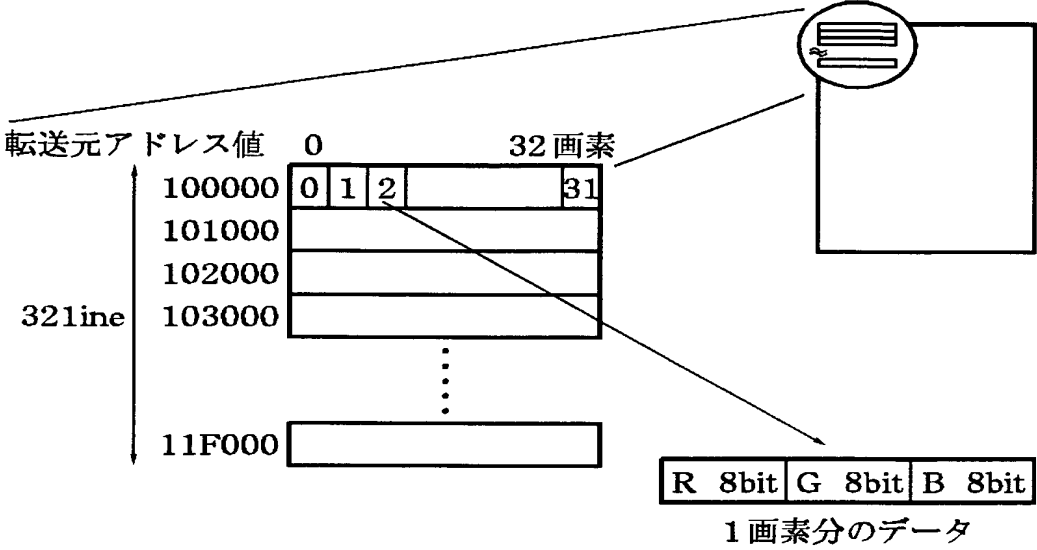 転送元アドレス値 0 32画素
100000 0 1 2 31
101000
102000
32line 103000
11F000
R 8bit G 8bit B 8bit
1画素分のデータ